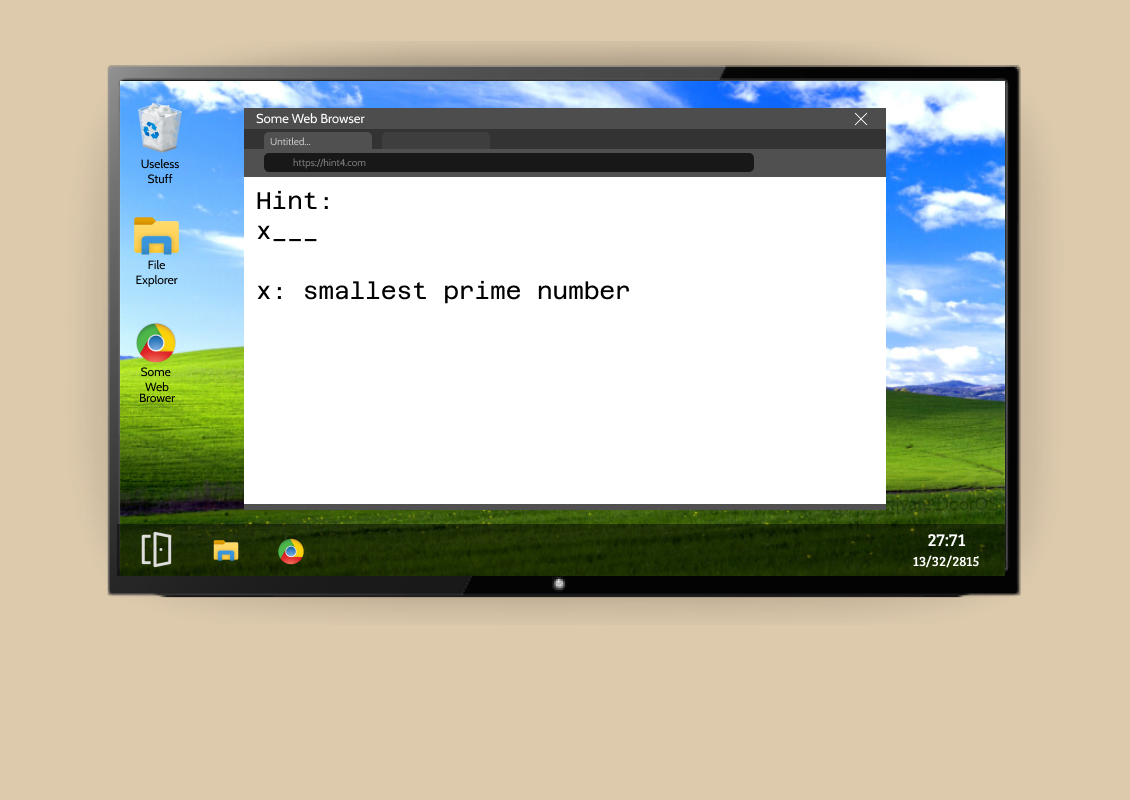 Some Web Browser
Untitled...
https://hint4.com
Hint:
x___
x: smallest prime number
Useless
Stuff
File
Explorer
Some
Web
Brower
27:71
13/32/2815